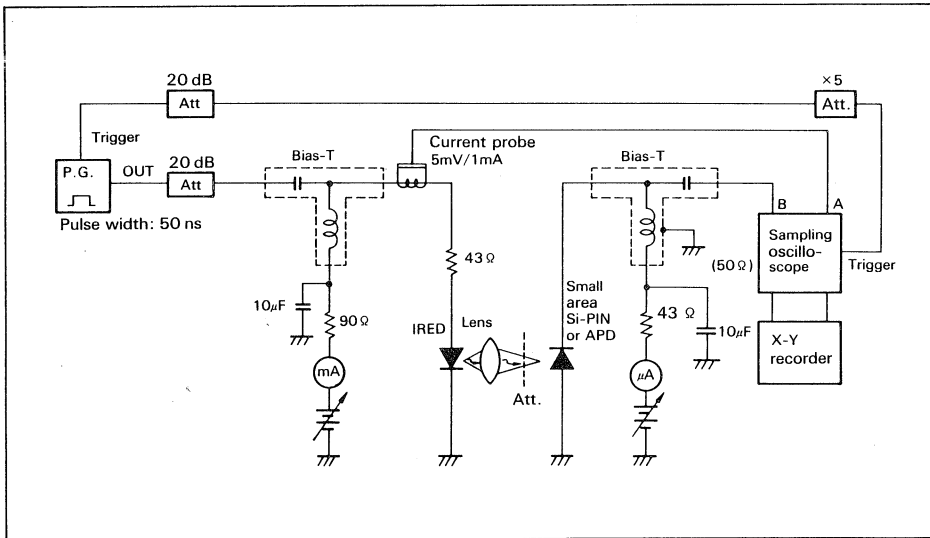 20 dB
Att
×5
Att.
Trigger
Current probe
5mV/1mA
Bias-T
Bias-T
P.G.
OUT
20 dB
Att
Pulse width: 50 ns
B
A
Sampling
oscillo-
scope
(50Ω)
Trigger
43Ω
10μF
90Ω
Small
area
Si-PIN
or APD
43 Ω
10μF
X-Y
recorder
IRED
Lens
Att.
mA
μA